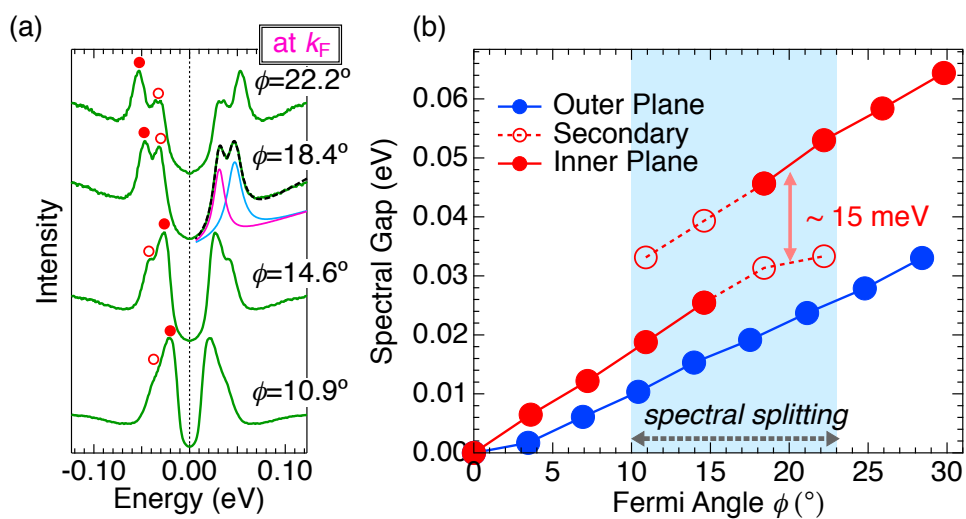 (a)
at kF
ϕ=22.2º
ϕ=18.4º
ϕ=14.6º
ϕ=10.9º
Intensity
-0.10
0.00
0.10
Energy (eV)
(b)
0.06
0.05
0.04
0.03
0.02
0.01
0.00
Spectral Gap (eV)
Outer Plane
Secondary
Inner Plane
~ 15 meV
spectral splitting
0
5
10
15
20
25
30
Fermi Angle ϕ (°)